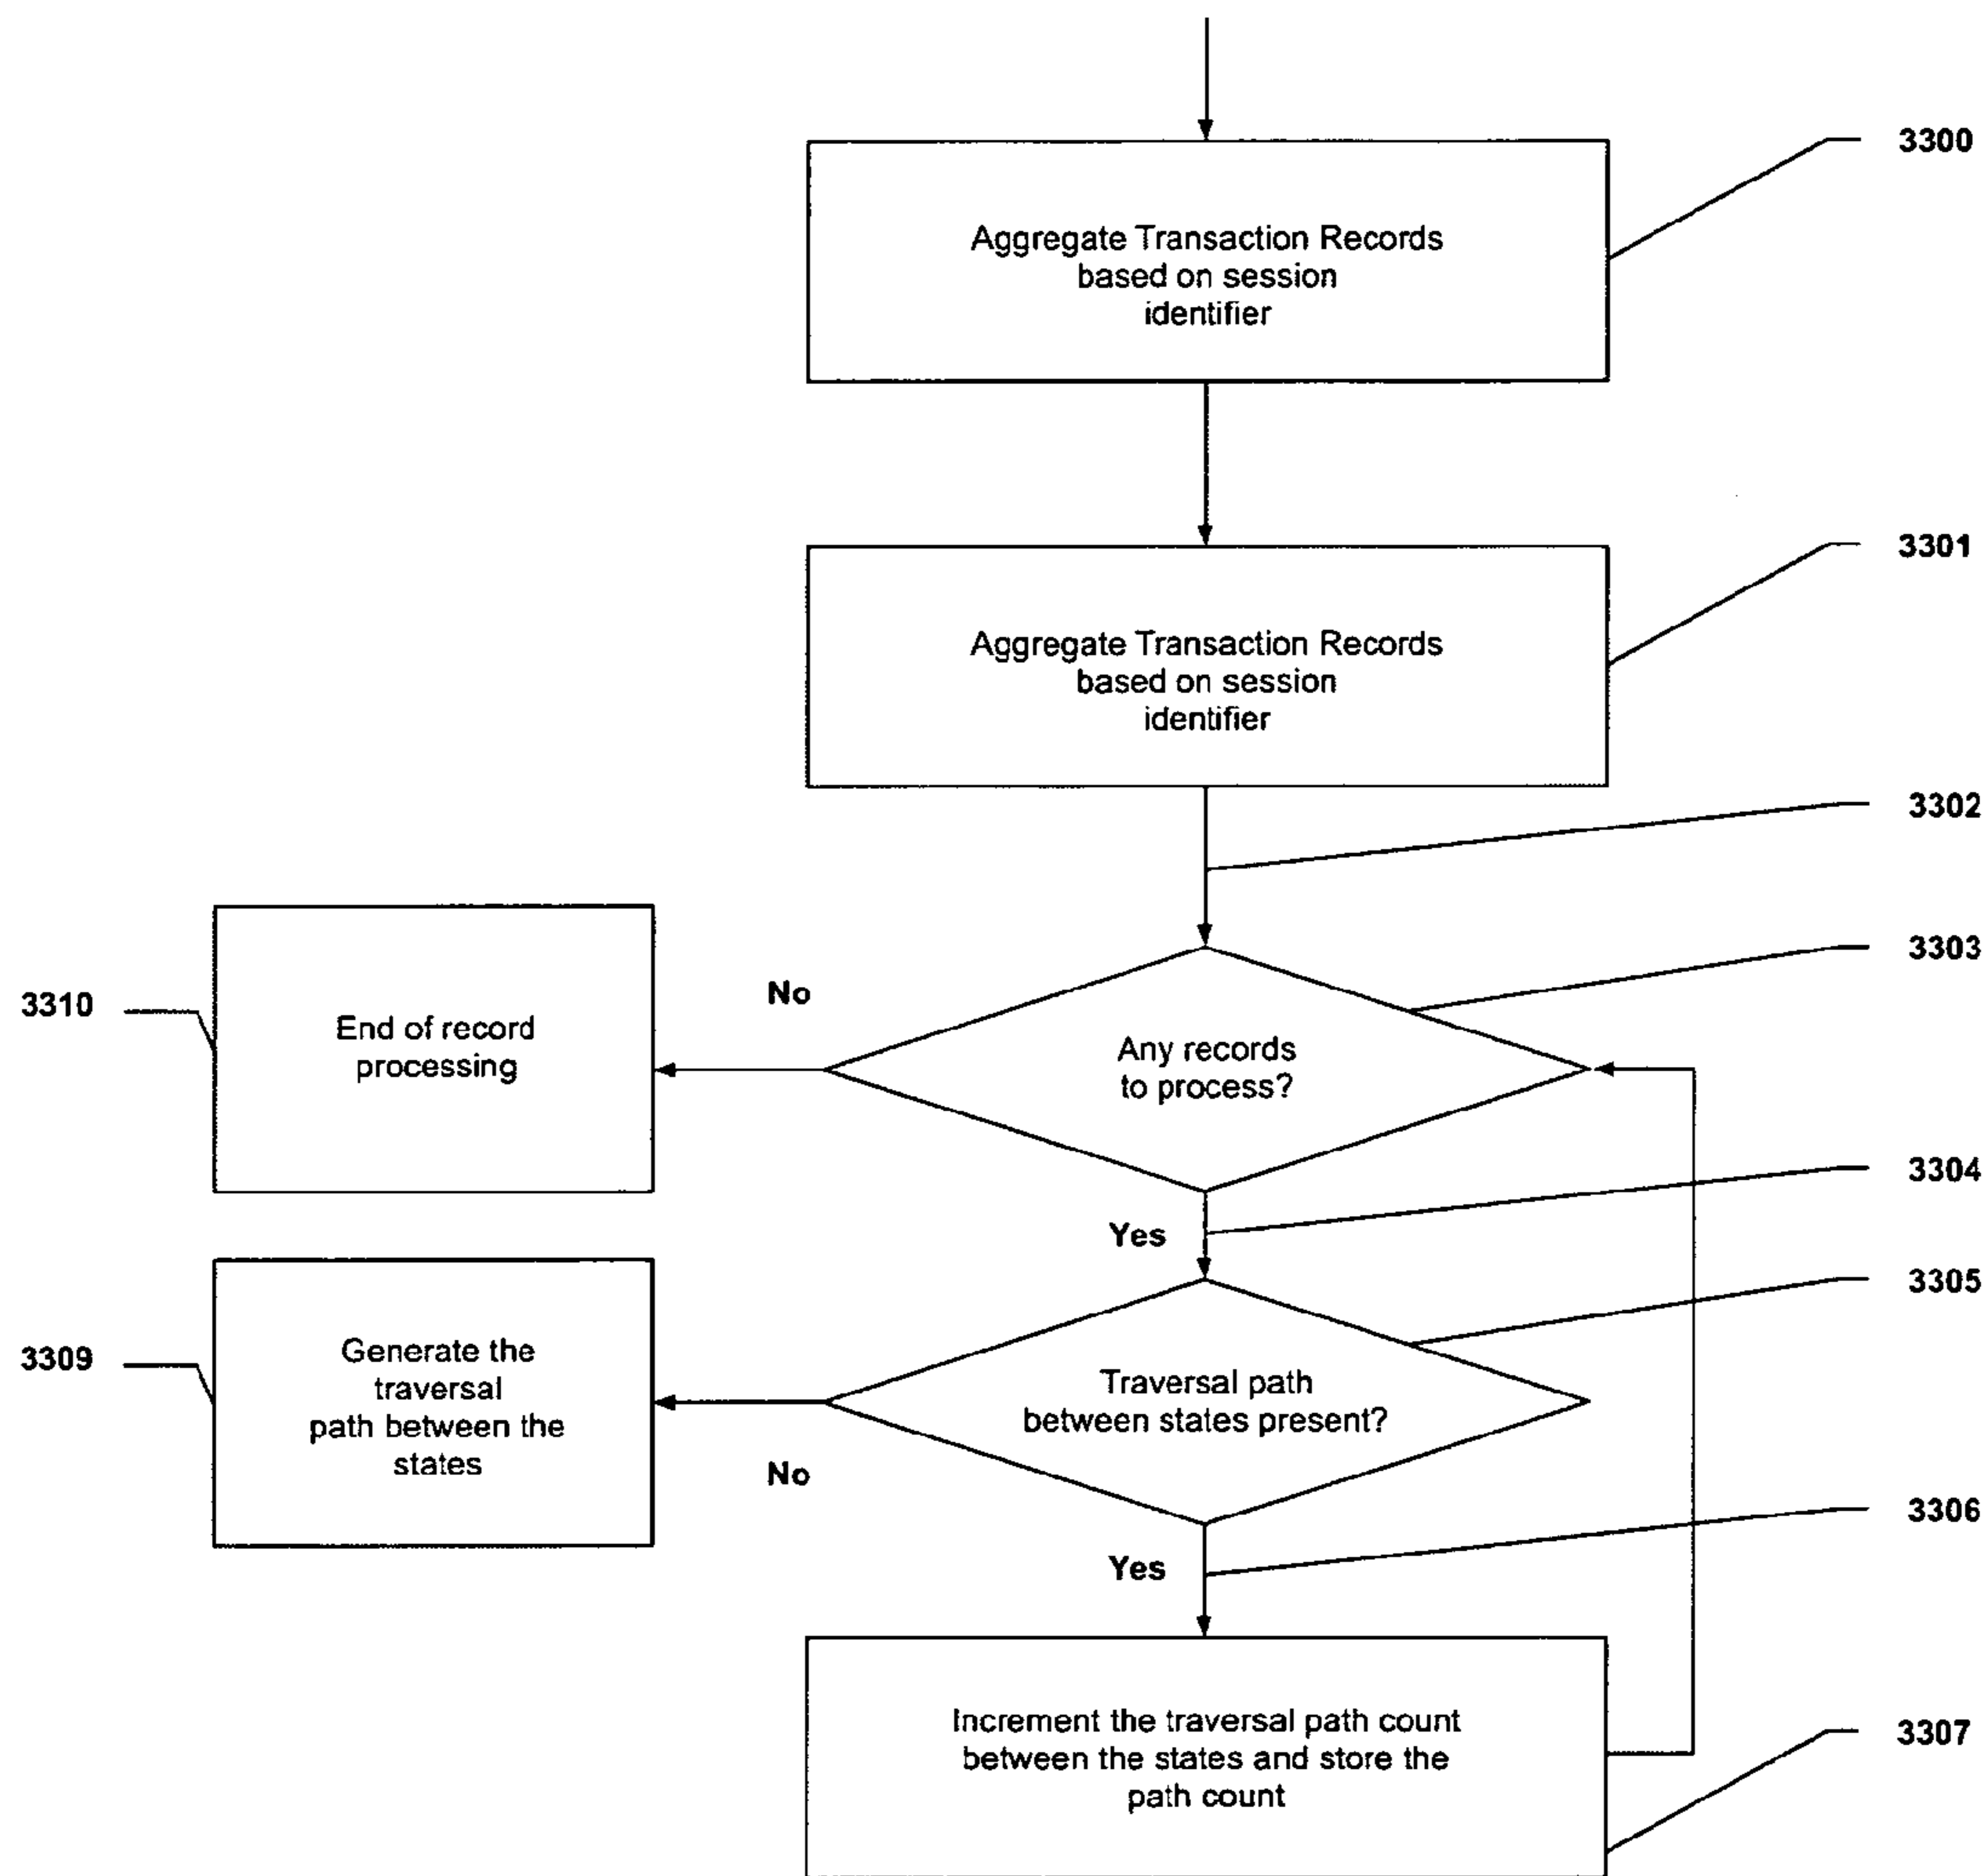 3300
Aggregate Transaction Records
based on session
identifier
3301
Aggregate Transaction Records
based on session
identifier
3302
3303
No
3310
End of record
processing
Any records
to process?
3304
Yes
3305
3309
Generate the
traversal
path between the
states
Traversal path
between states present?
No
3306
Yes
Increment the traversal path count
between the states and store the
path count
3307